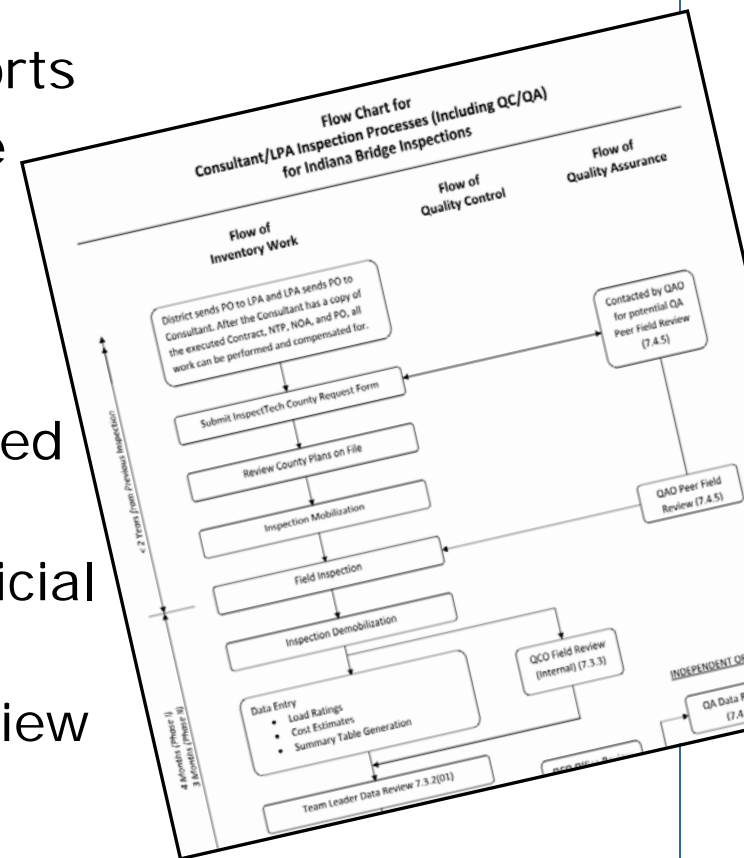 orts
e
ed
icial
iew
Flow Chart for
Consultant/LPA Inspection Processes (Including QC/QA)
for Indiana Bridge Inspections
Flow of
Inventory Work
Flow of
Quality Control
Flow of
Quality Assurance
District sends PO to LPA and LPA sends PO to
Consultant. After the Consultant has a copy of
the executed Contract, NTP, NOA, and PO, all
work can be performed and compensated for.
Contacted by QAO
for potential QA
Peer Field Review
(7.4.5)
Submit InspectTech County Request Form
Review County Plans on File
Inspection Mobilization
QAO Peer Field
Review (7.4.5)
Field Inspection
Inspection Demobilization
< 2 Years from Previous Inspection
QCO Field Review
(Internal) (7.3.3)
INDEPENDENT OF
QA Data R
(7.4
Data Entry
• Load Ratings
• Cost Estimates
• Summary Table Generation
4 Months (Phase I)
3 Months (Phase II)
Team Leader Data Review 7.3.2(01)